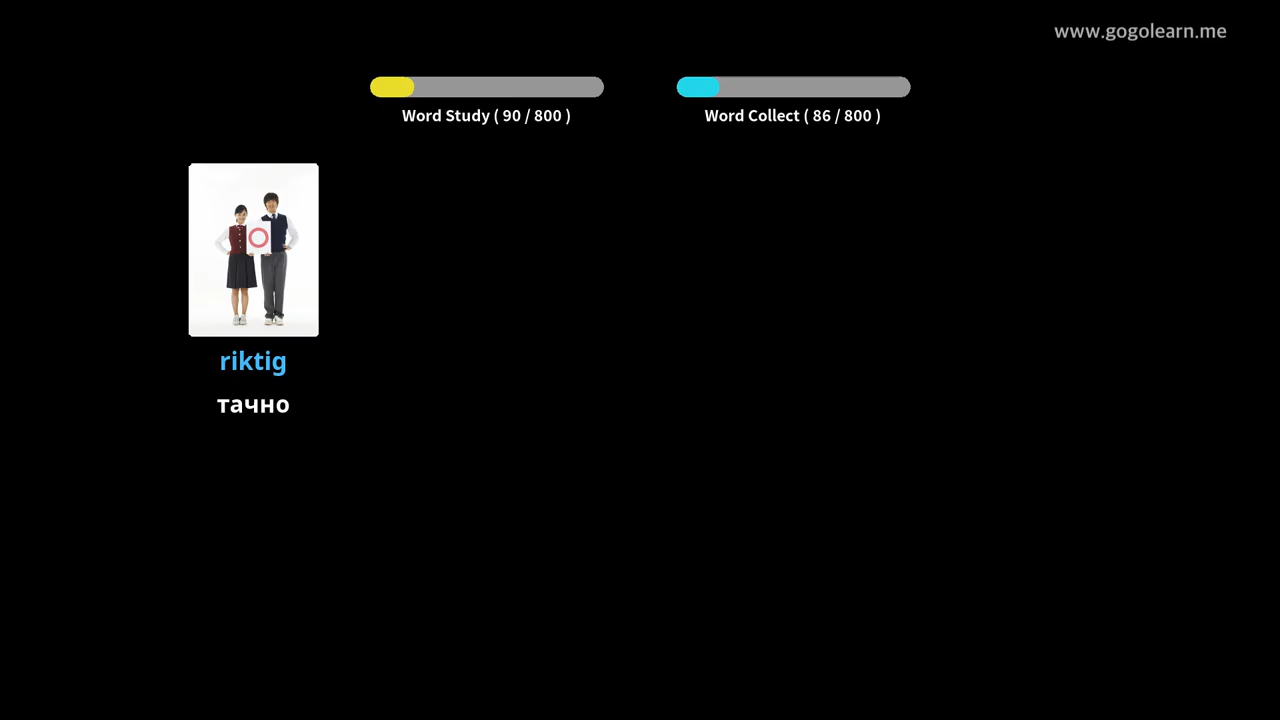 www.gogolearn.me
Word Study ( 90 / 800 )
Word Collect ( 86 / 800 )
riktig
тачно